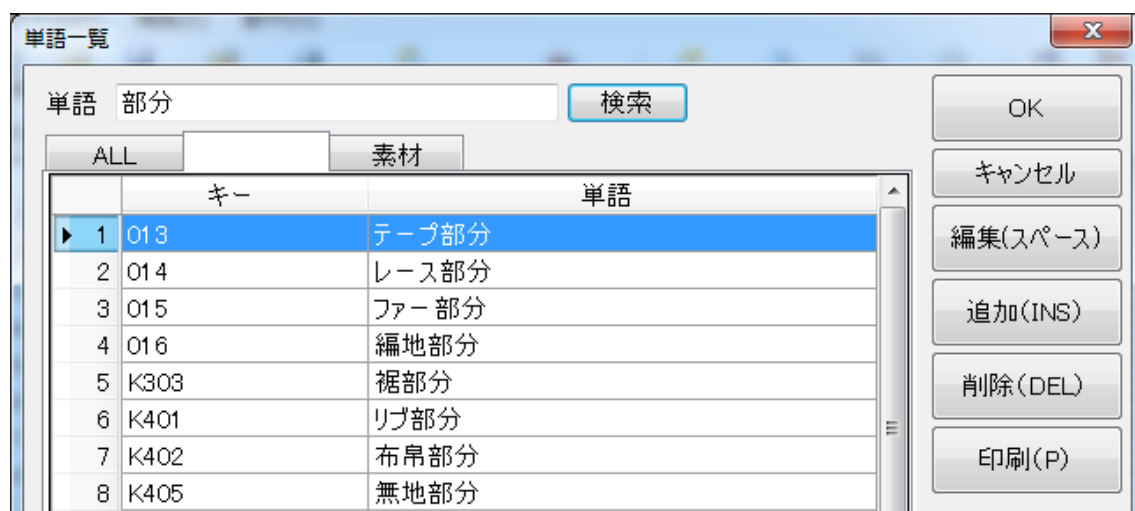 単語一覧
単語 部分 検索
ALL 素材
キー 単語
1 013 テープ部分
2 014 レース部分
3 015 ファー部分
4 016 編地部分
5 K303 裾部分
6 K401 リブ部分
7 K402 布帛部分
8 K405 無地部分
OK
キャンセル
編集(スペース)
追加(INS)
削除(DEL)
印刷(P)